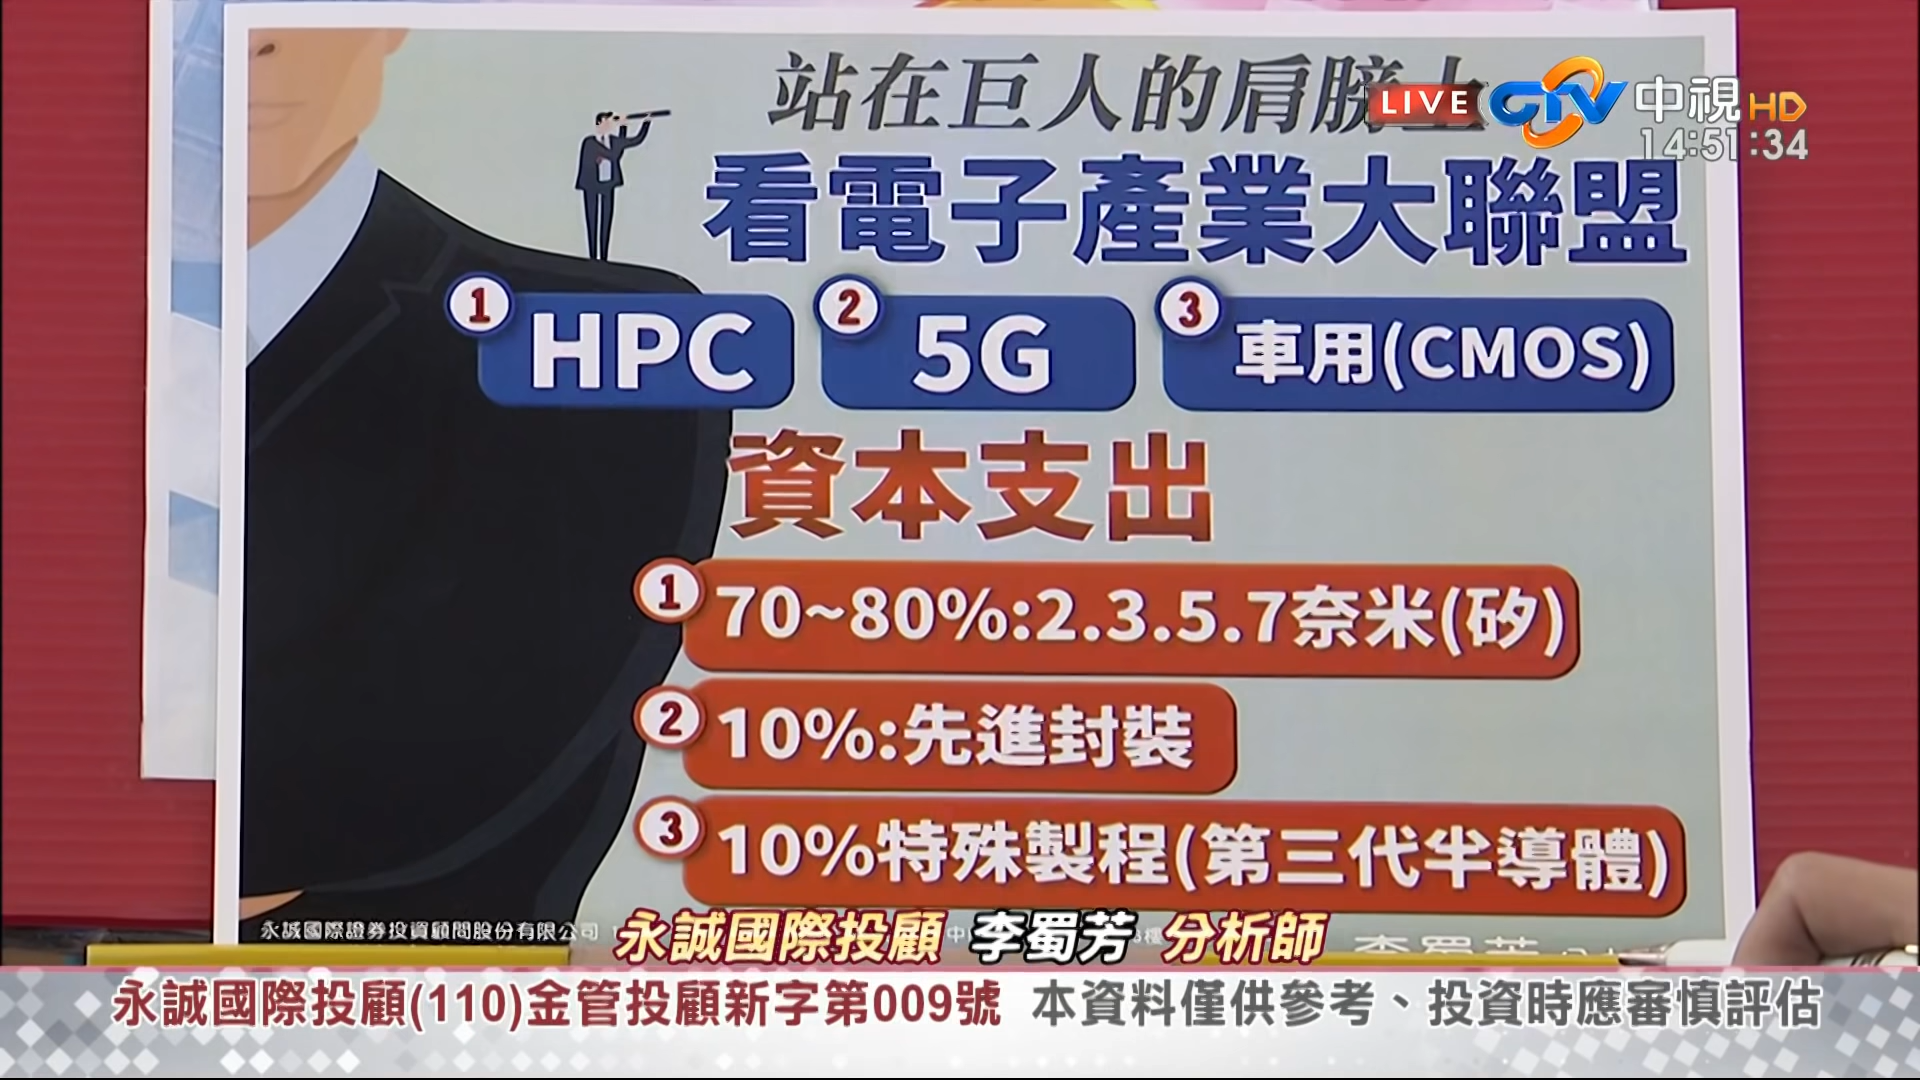 站在巨人的肩膀上
LIVE CTV 中視 HD
14:51:34
看電子產業大聯盟
1 HPC 2 5G 3 車用(CMOS)
資本支出
1 70~80%:2.3.5.7奈米(矽)
2 10%:先進封裝
3 10%特殊製程(第三代半導體)
永誠國際證券投資顧問股份有限公司
永誠國際投顧 李蜀芳 分析師
李蜀芳
永誠國際投顧(110)金管投顧新字第009號 本資料僅供參考、投資時應審慎評估